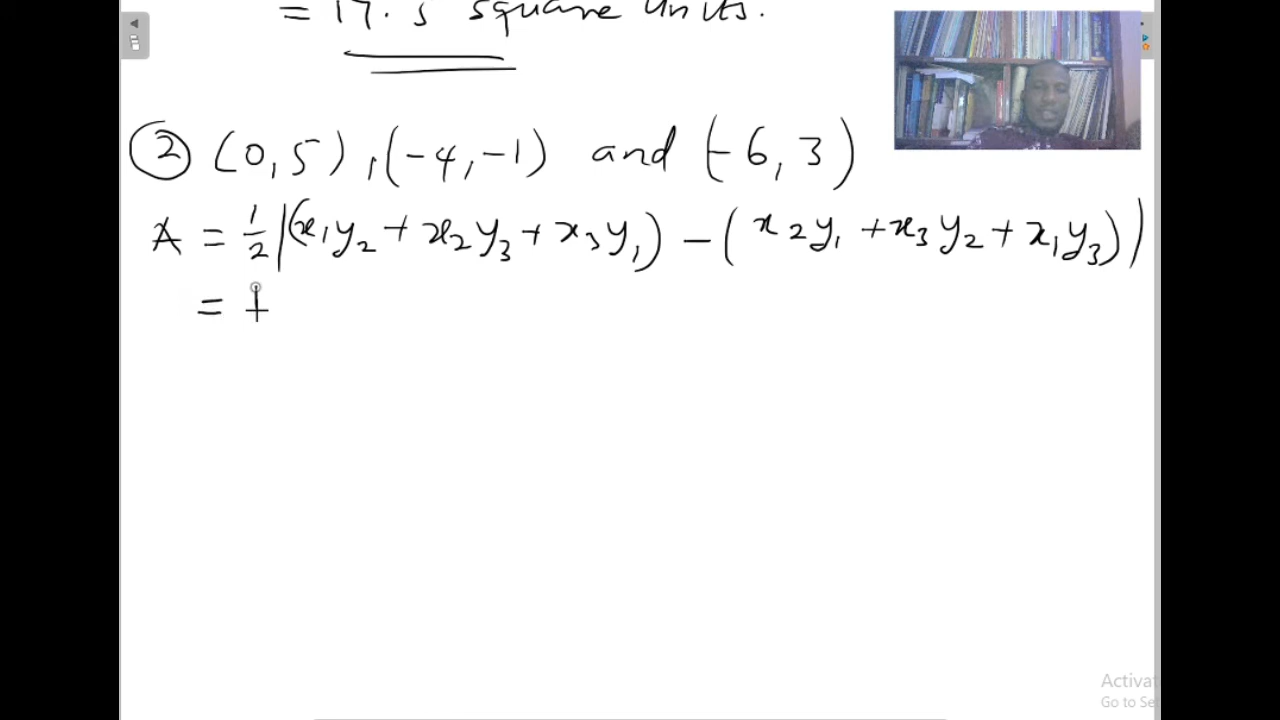 = 17.5 square units.
② (0,5), (-4,-1) and (-6,3)
A = 1/2 |(x₁y₂ + x₂y₃ + x₃y₁) - (x₂y₁ + x₃y₂ + x₁y₃)|
= 1
Activat
Go to Se